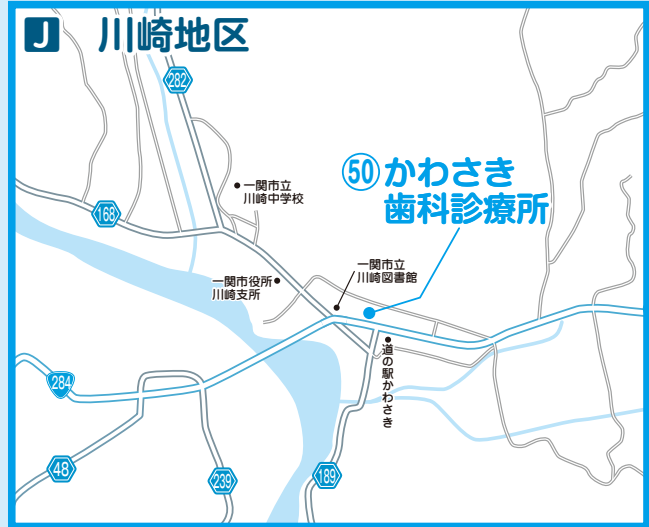 J 川崎地区
282
一関市立
川崎中学校
㊿かわさき
歯科診療所
168
一関市立
川崎図書館
一関市役所
川崎支所
道の駅かわさき
284
48
239
189